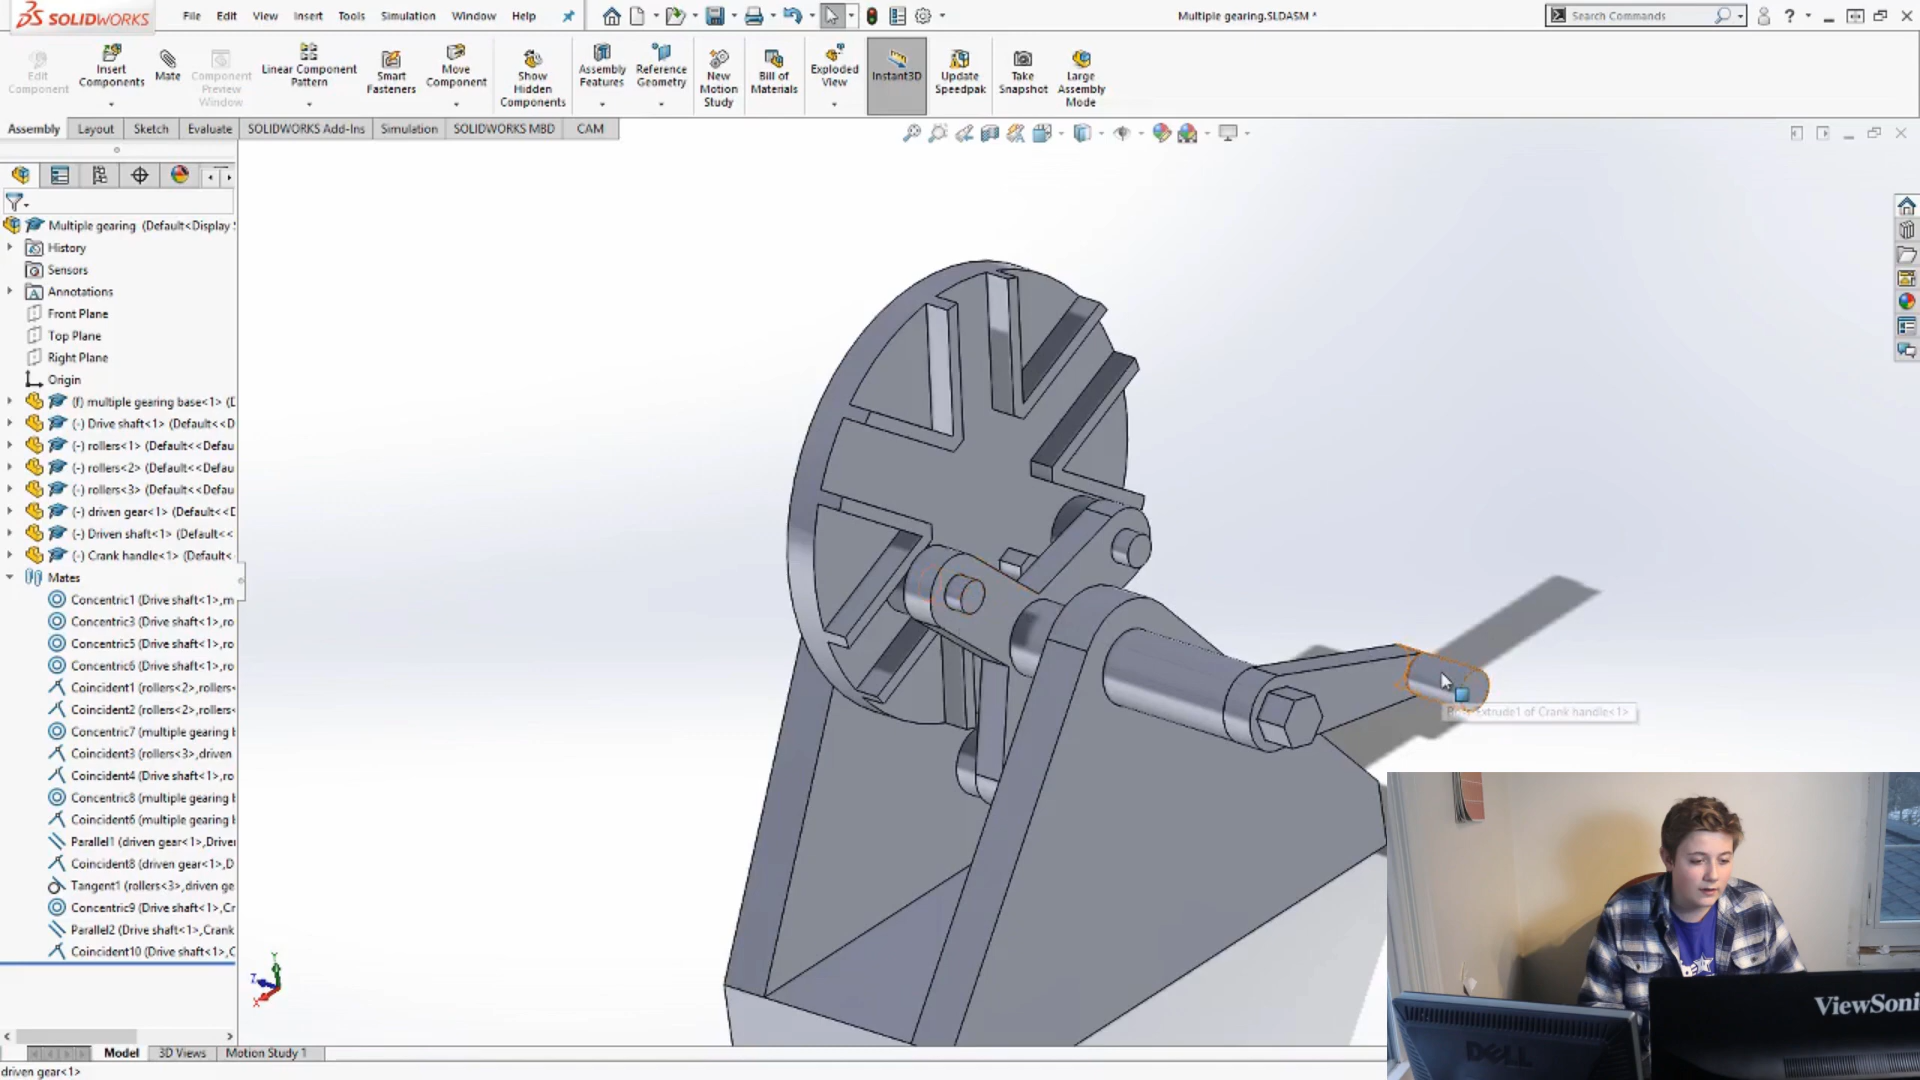 SOLIDWORKS
File Edit View Insert Tools Simulation Window Help
Multiple gearing.SLDASM *
Search Commands
Edit Component
Insert Components
Mate
Component Preview Window
Linear Component Pattern
Smart Fasteners
Move Component
Show Hidden Components
Assembly Features
Reference Geometry
New Motion Study
Bill of Materials
Exploded View
Instant3D
Update Speedpak
Take Snapshot
Large Assembly Mode
Assembly Layout Sketch Evaluate SOLIDWORKS Add-Ins Simulation SOLIDWORKS MBD CAM
Multiple gearing (Default<Display
History
Sensors
Annotations
Front Plane
Top Plane
Right Plane
Origin
(f) multiple gearing base<1> (D
(-) Drive shaft<1> (Default<<D
(-) rollers<1> (Default<<Defau
(-) rollers<2> (Default<<Defau
(-) rollers<3> (Default<<Defau
(-) driven gear<1> (Default<<D
(-) Driven shaft<1> (Default<<
(-) Crank handle<1> (Default<
Mates
Concentric1 (Drive shaft<1>,m
Concentric3 (Drive shaft<1>,ro
Concentric5 (Drive shaft<1>,ro
Concentric6 (Drive shaft<1>,ro
Coincident1 (rollers<2>,rollers<
Coincident2 (rollers<2>,rollers<
Concentric7 (multiple gearing b
Coincident3 (rollers<3>,driven
Coincident4 (Drive shaft<1>,ro
Concentric8 (multiple gearing b
Coincident6 (multiple gearing b
Parallel1 (driven gear<1>,Driven
Coincident8 (driven gear<1>,D
Tangent1 (rollers<3>,driven ge
Concentric9 (Drive shaft<1>,Cr
Parallel2 (Drive shaft<1>,Crank
Coincident10 (Drive shaft<1>,C
Extrude1 of Crank handle<1>
Y
Z
X
ViewSoni
DELL
Model 3D Views Motion Study 1
driven gear<1>